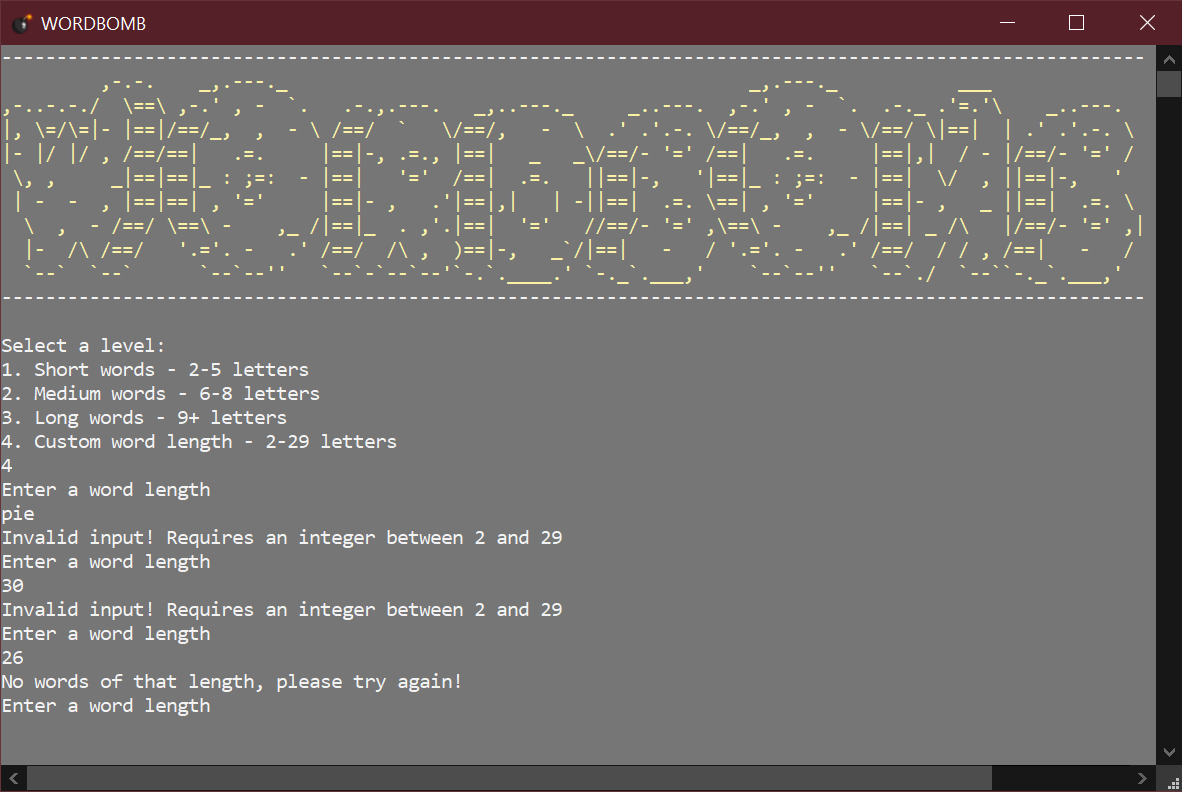 WORDBOMB
WORDBOMB
Select a level:
1. Short words - 2-5 letters
2. Medium words - 6-8 letters
3. Long words - 9+ letters
4. Custom word length - 2-29 letters
4
Enter a word length
pie
Invalid input! Requires an integer between 2 and 29
Enter a word length
30
Invalid input! Requires an integer between 2 and 29
Enter a word length
26
No words of that length, please try again!
Enter a word length